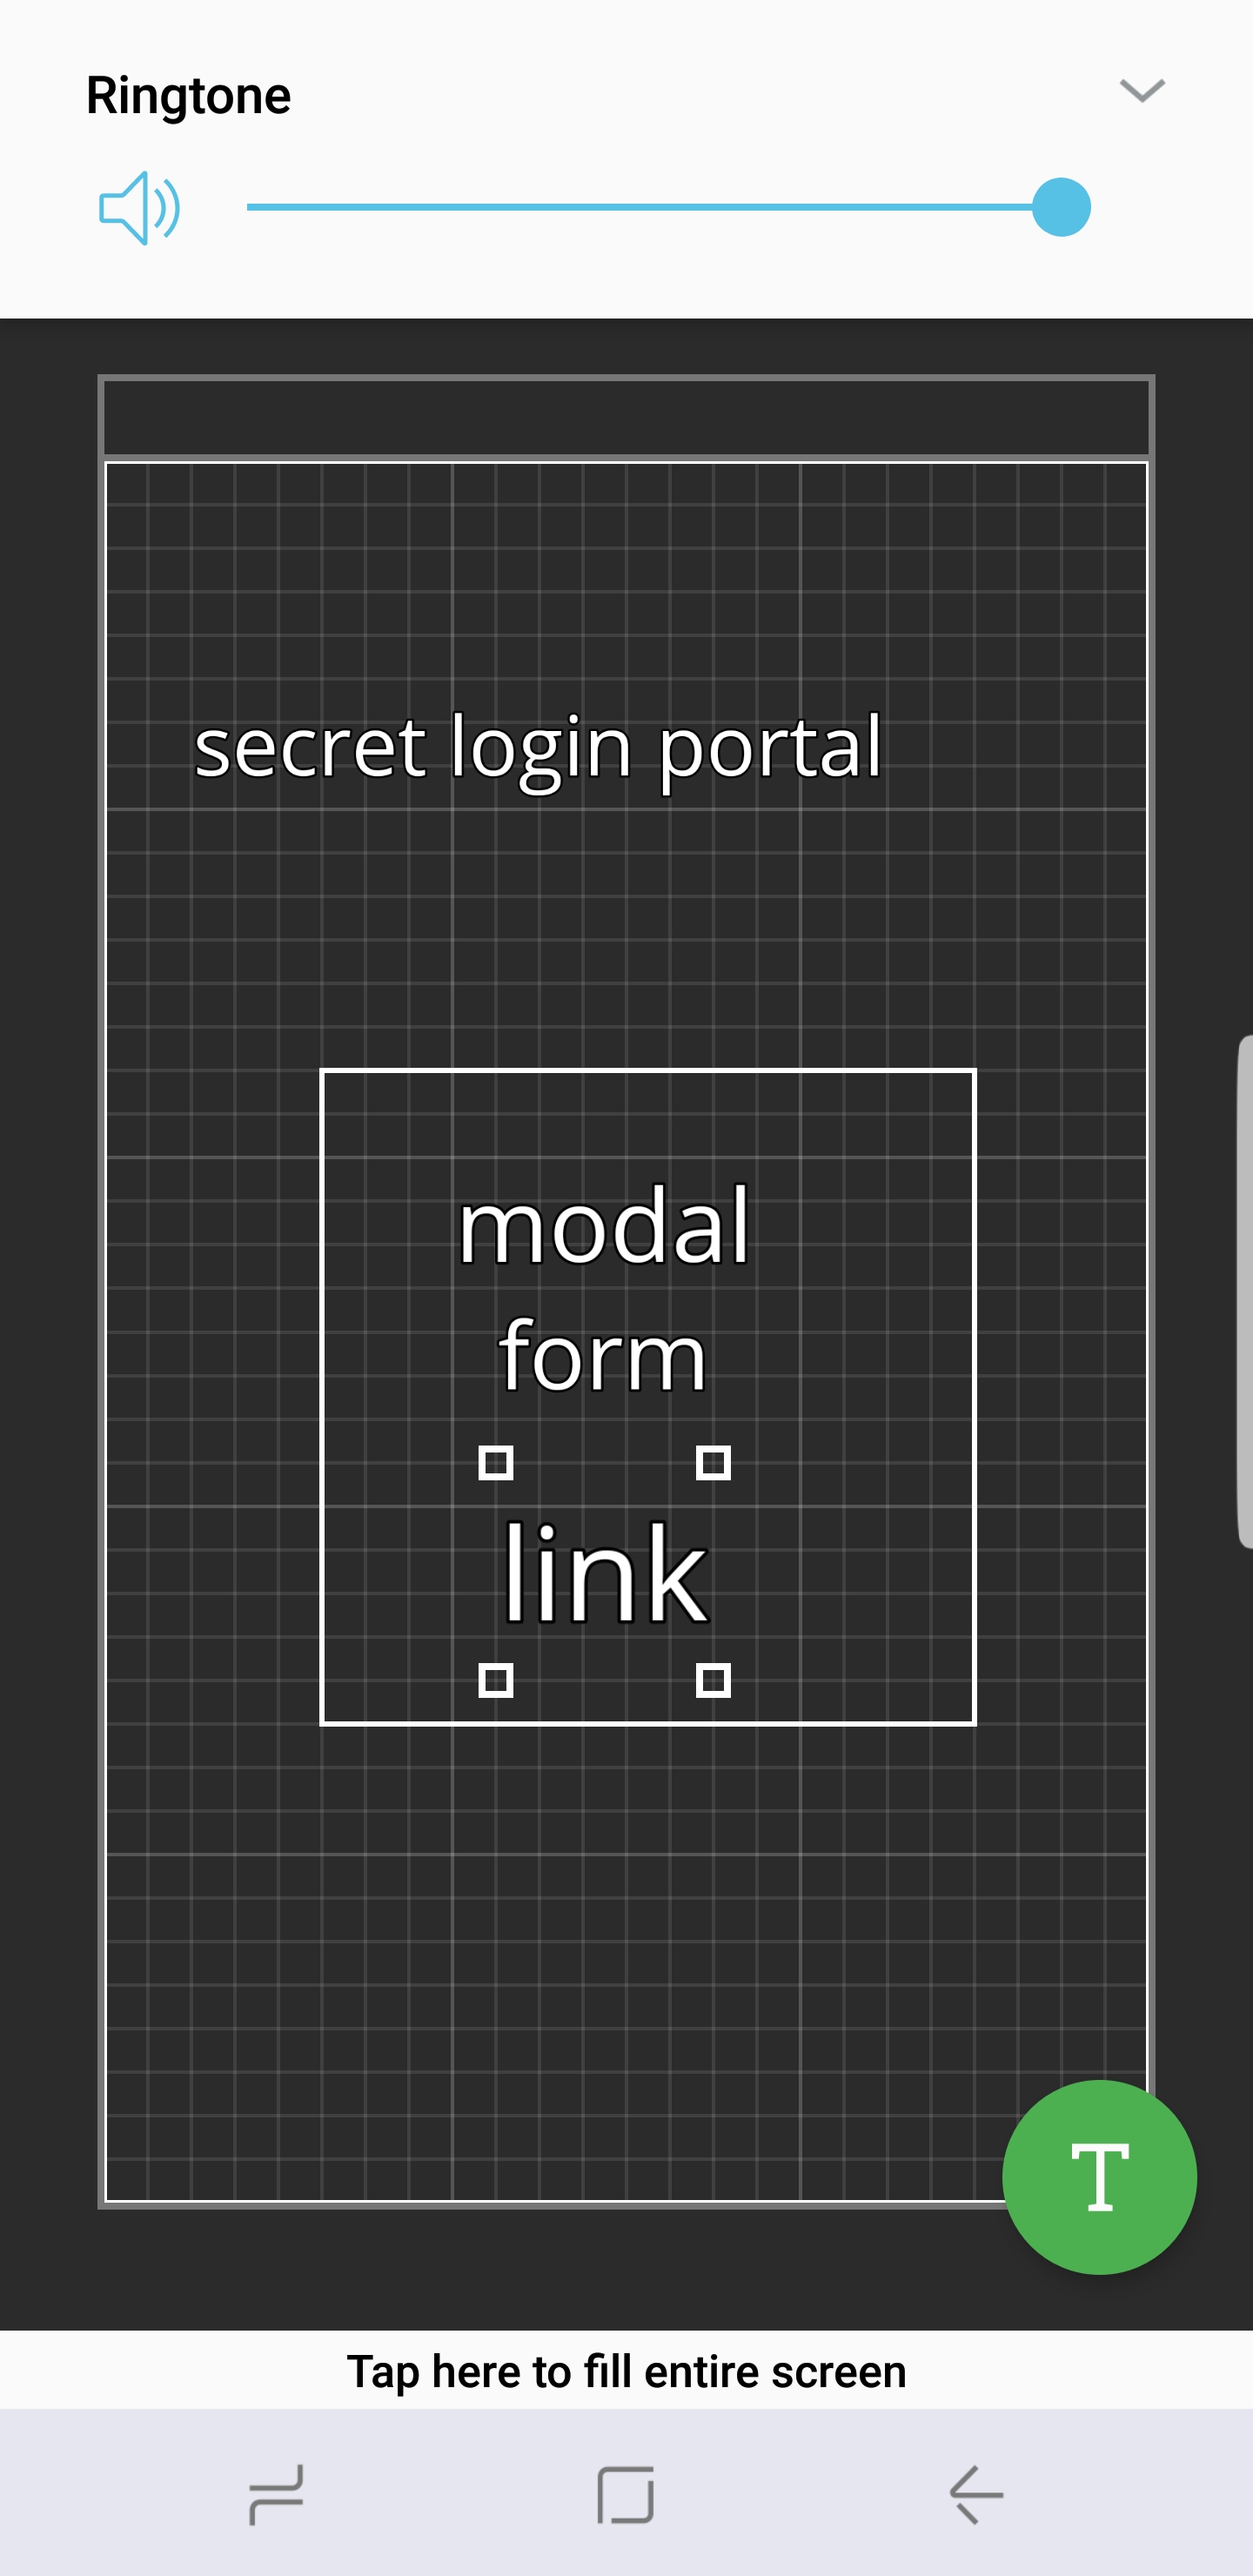 Ringtone
secret login portal
modal
form
link
T
Tap here to fill entire screen